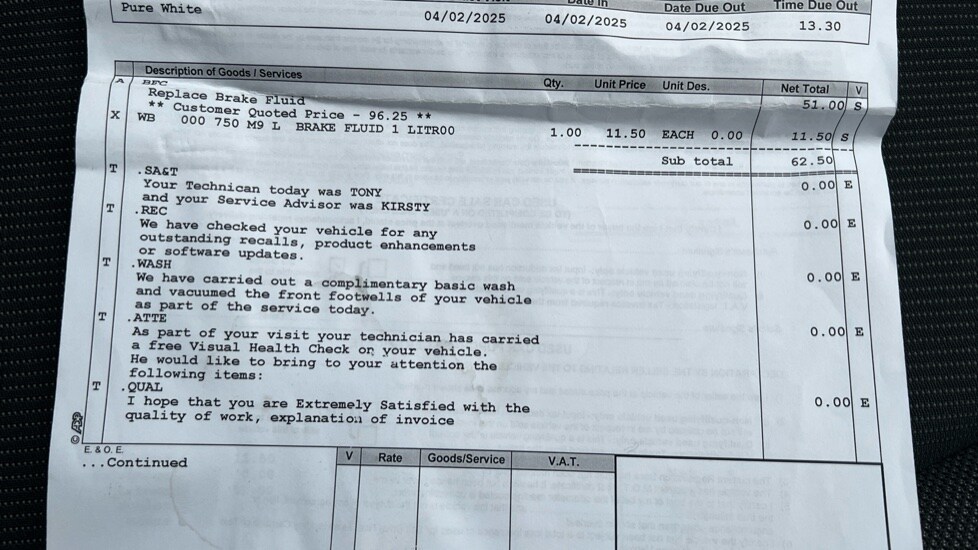 Pure White
04/02/2025 04/02/2025 04/02/2025 13.30
Date In Date Due Out Time Due Out
Description of Goods / Services Qty. Unit Price Unit Des. Net Total V
A BFC 51.00 S
Replace Brake Fluid
** Customer Quoted Price - 96.25 **
X WB 000 750 M9 L BRAKE FLUID 1 LITR00 1.00 11.50 EACH 0.00 11.50 S
Sub total 62.50
T .SA&T 0.00 E
Your Technican today was TONY
and your Service Advisor was KIRSTY
T .REC 0.00 E
We have checked your vehicle for any
outstanding recalls, product enhancements
or software updates.
T .WASH 0.00 E
We have carried out a complimentary basic wash
and vacuumed the front footwells of your vehicle
as part of the service today.
T .ATTE 0.00 E
As part of your visit your technician has carried
a free Visual Health Check on your vehicle.
He would like to bring to your attention the
following items:
T .QUAL 0.00 E
I hope that you are Extremely Satisfied with the
quality of work, explanation of invoice
E. & O. E.
...Continued
V Rate Goods/Service V.A.T.